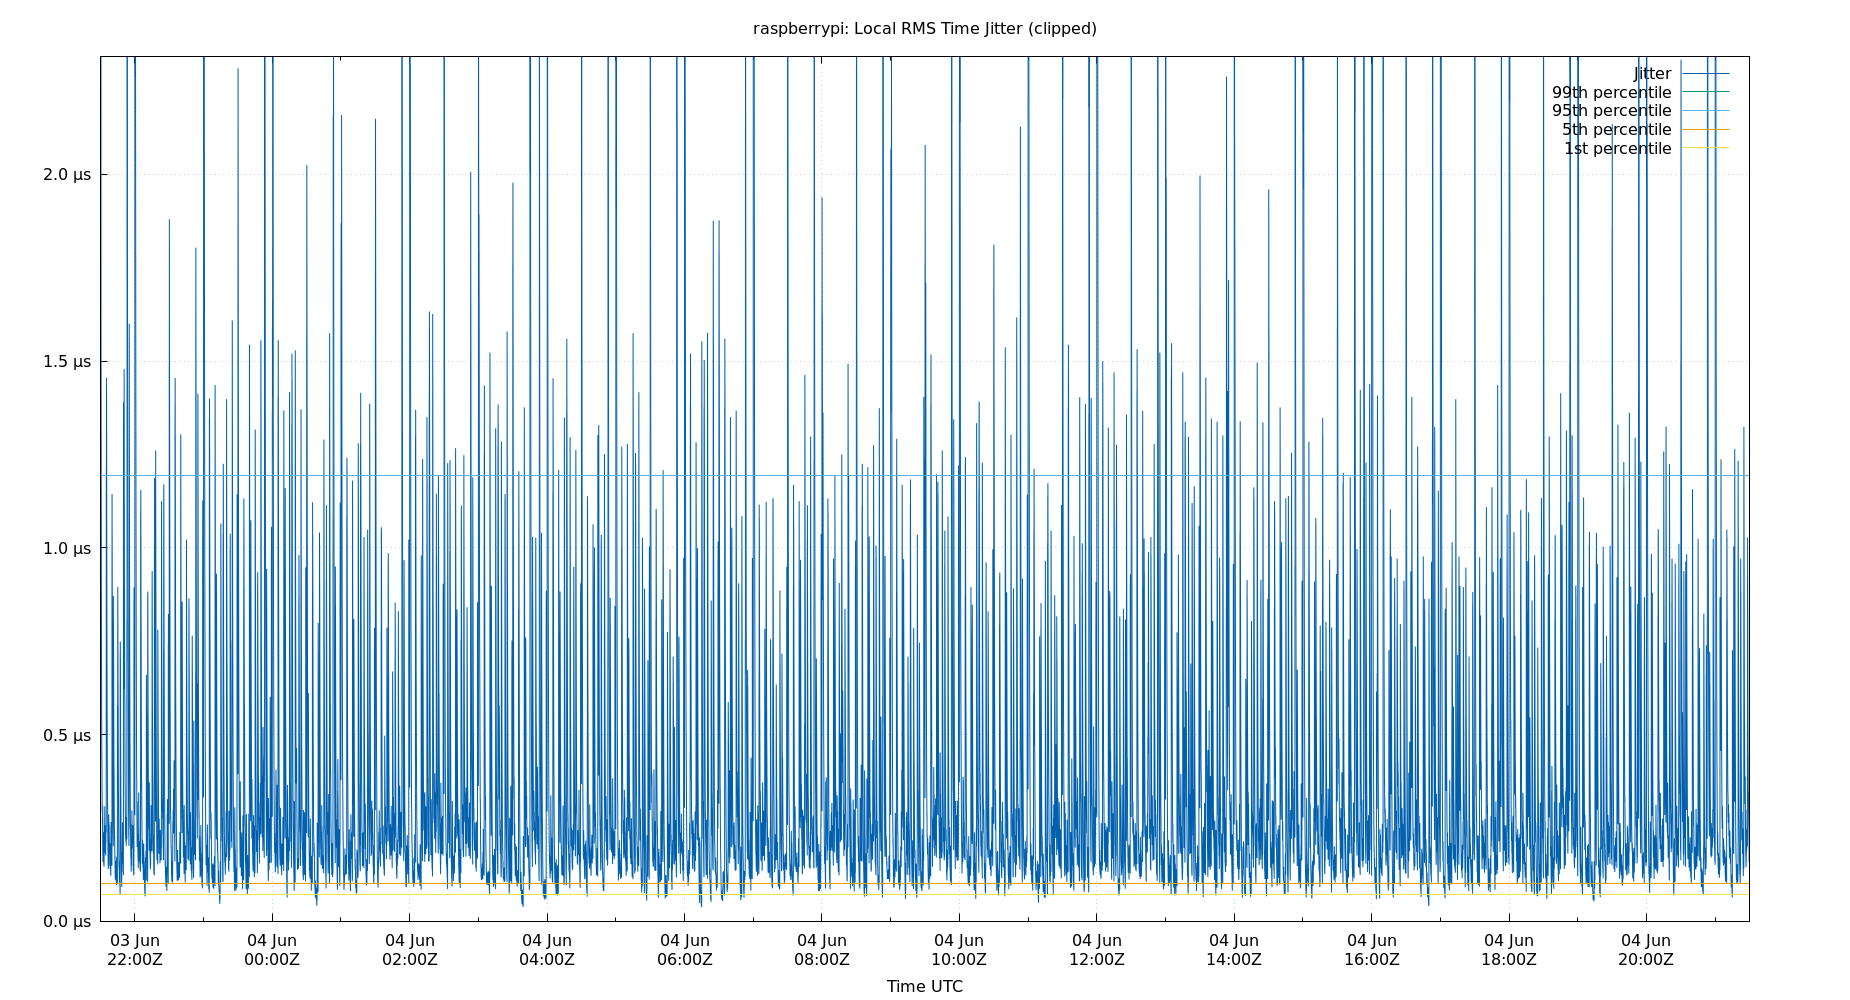 raspberrypi: Local RMS Time Jitter (clipped)
Jitter
99th percentile
95th percentile
5th percentile
1st percentile
2.0 µs
1.5 µs
1.0 µs
0.5 µs
0.0 µs
03 Jun 04 Jun 04 Jun 04 Jun 04 Jun 04 Jun 04 Jun 04 Jun 04 Jun 04 Jun 04 Jun 04 Jun
22:00Z 00:00Z 02:00Z 04:00Z 06:00Z 08:00Z 10:00Z 12:00Z 14:00Z 16:00Z 18:00Z 20:00Z
Time UTC